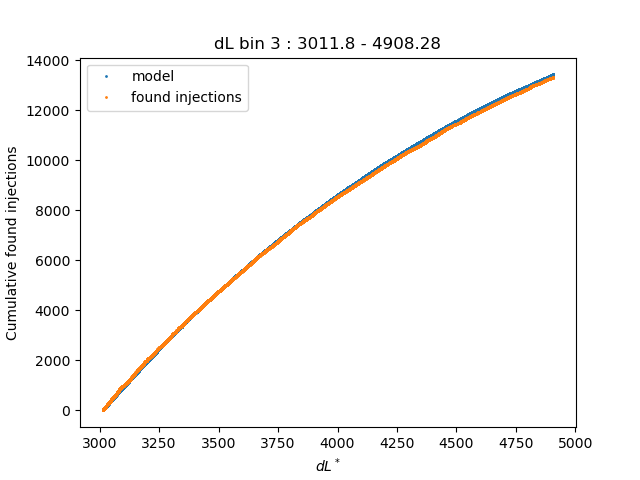 dL bin 3 : 3011.8 - 4908.28
model
found injections
Cumulative found injections
14000
12000
10000
8000
6000
4000
2000
0
3000 3250 3500 3750 4000 4250 4500 4750 5000
dL*